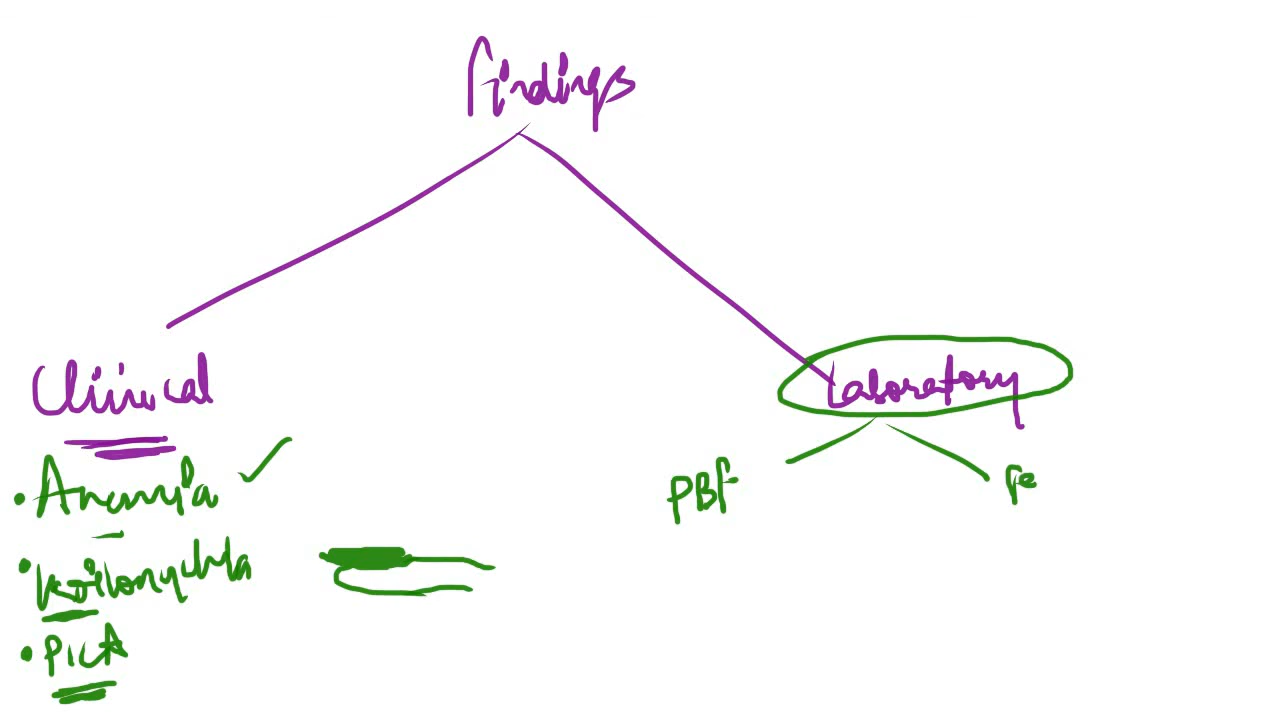 Findings
Clinical
Laboratory
• Anemia
PBF
Fe
• Koilonychia
• PICA